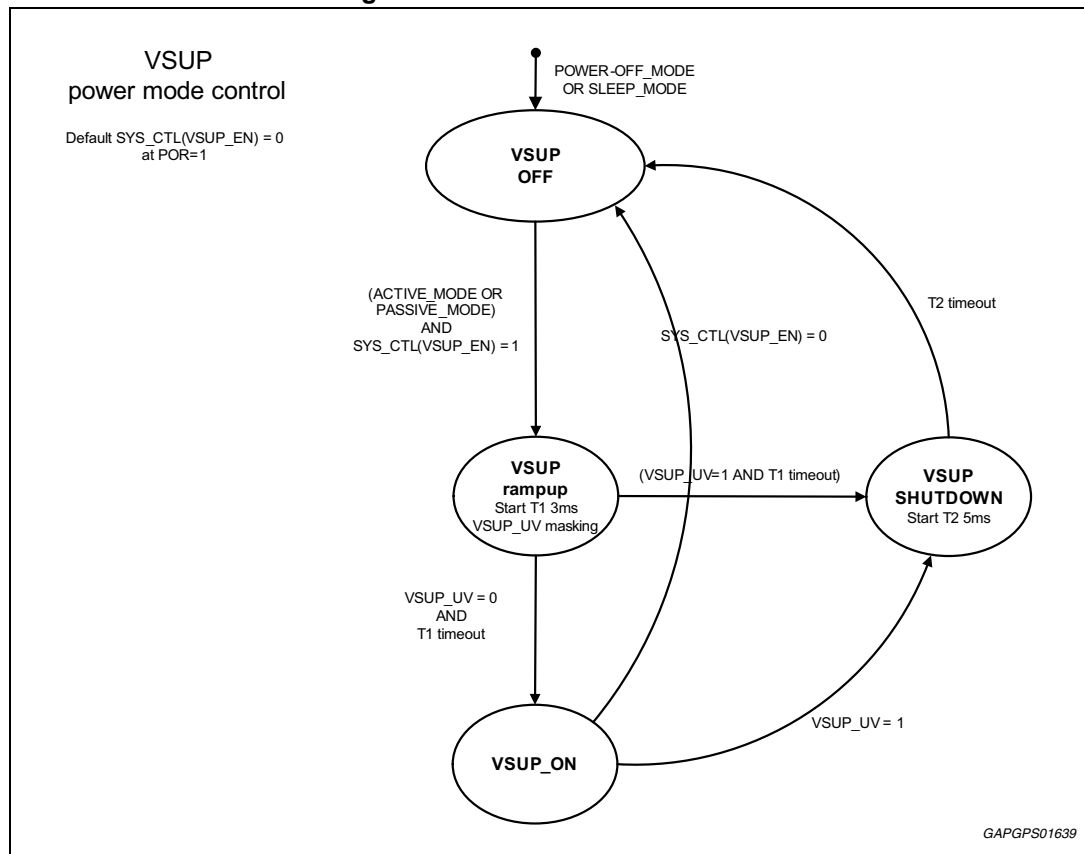 VSUP
power mode control
Default SYS_CTL(VSUP_EN) = 0
at POR=1
POWER-OFF_MODE
OR SLEEP_MODE
VSUP
OFF
(ACTIVE_MODE OR
PASSIVE_MODE)
AND
SYS_CTL(VSUP_EN) = 1
SYS_CTL(VSUP_EN) = 0
T2 timeout
VSUP
rampup
Start T1 3ms
VSUP_UV masking
(VSUP_UV=1 AND T1 timeout)
VSUP
SHUTDOWN
Start T2 5ms
VSUP_UV = 0
AND
T1 timeout
VSUP_UV = 1
VSUP_ON
GAPGPS01639